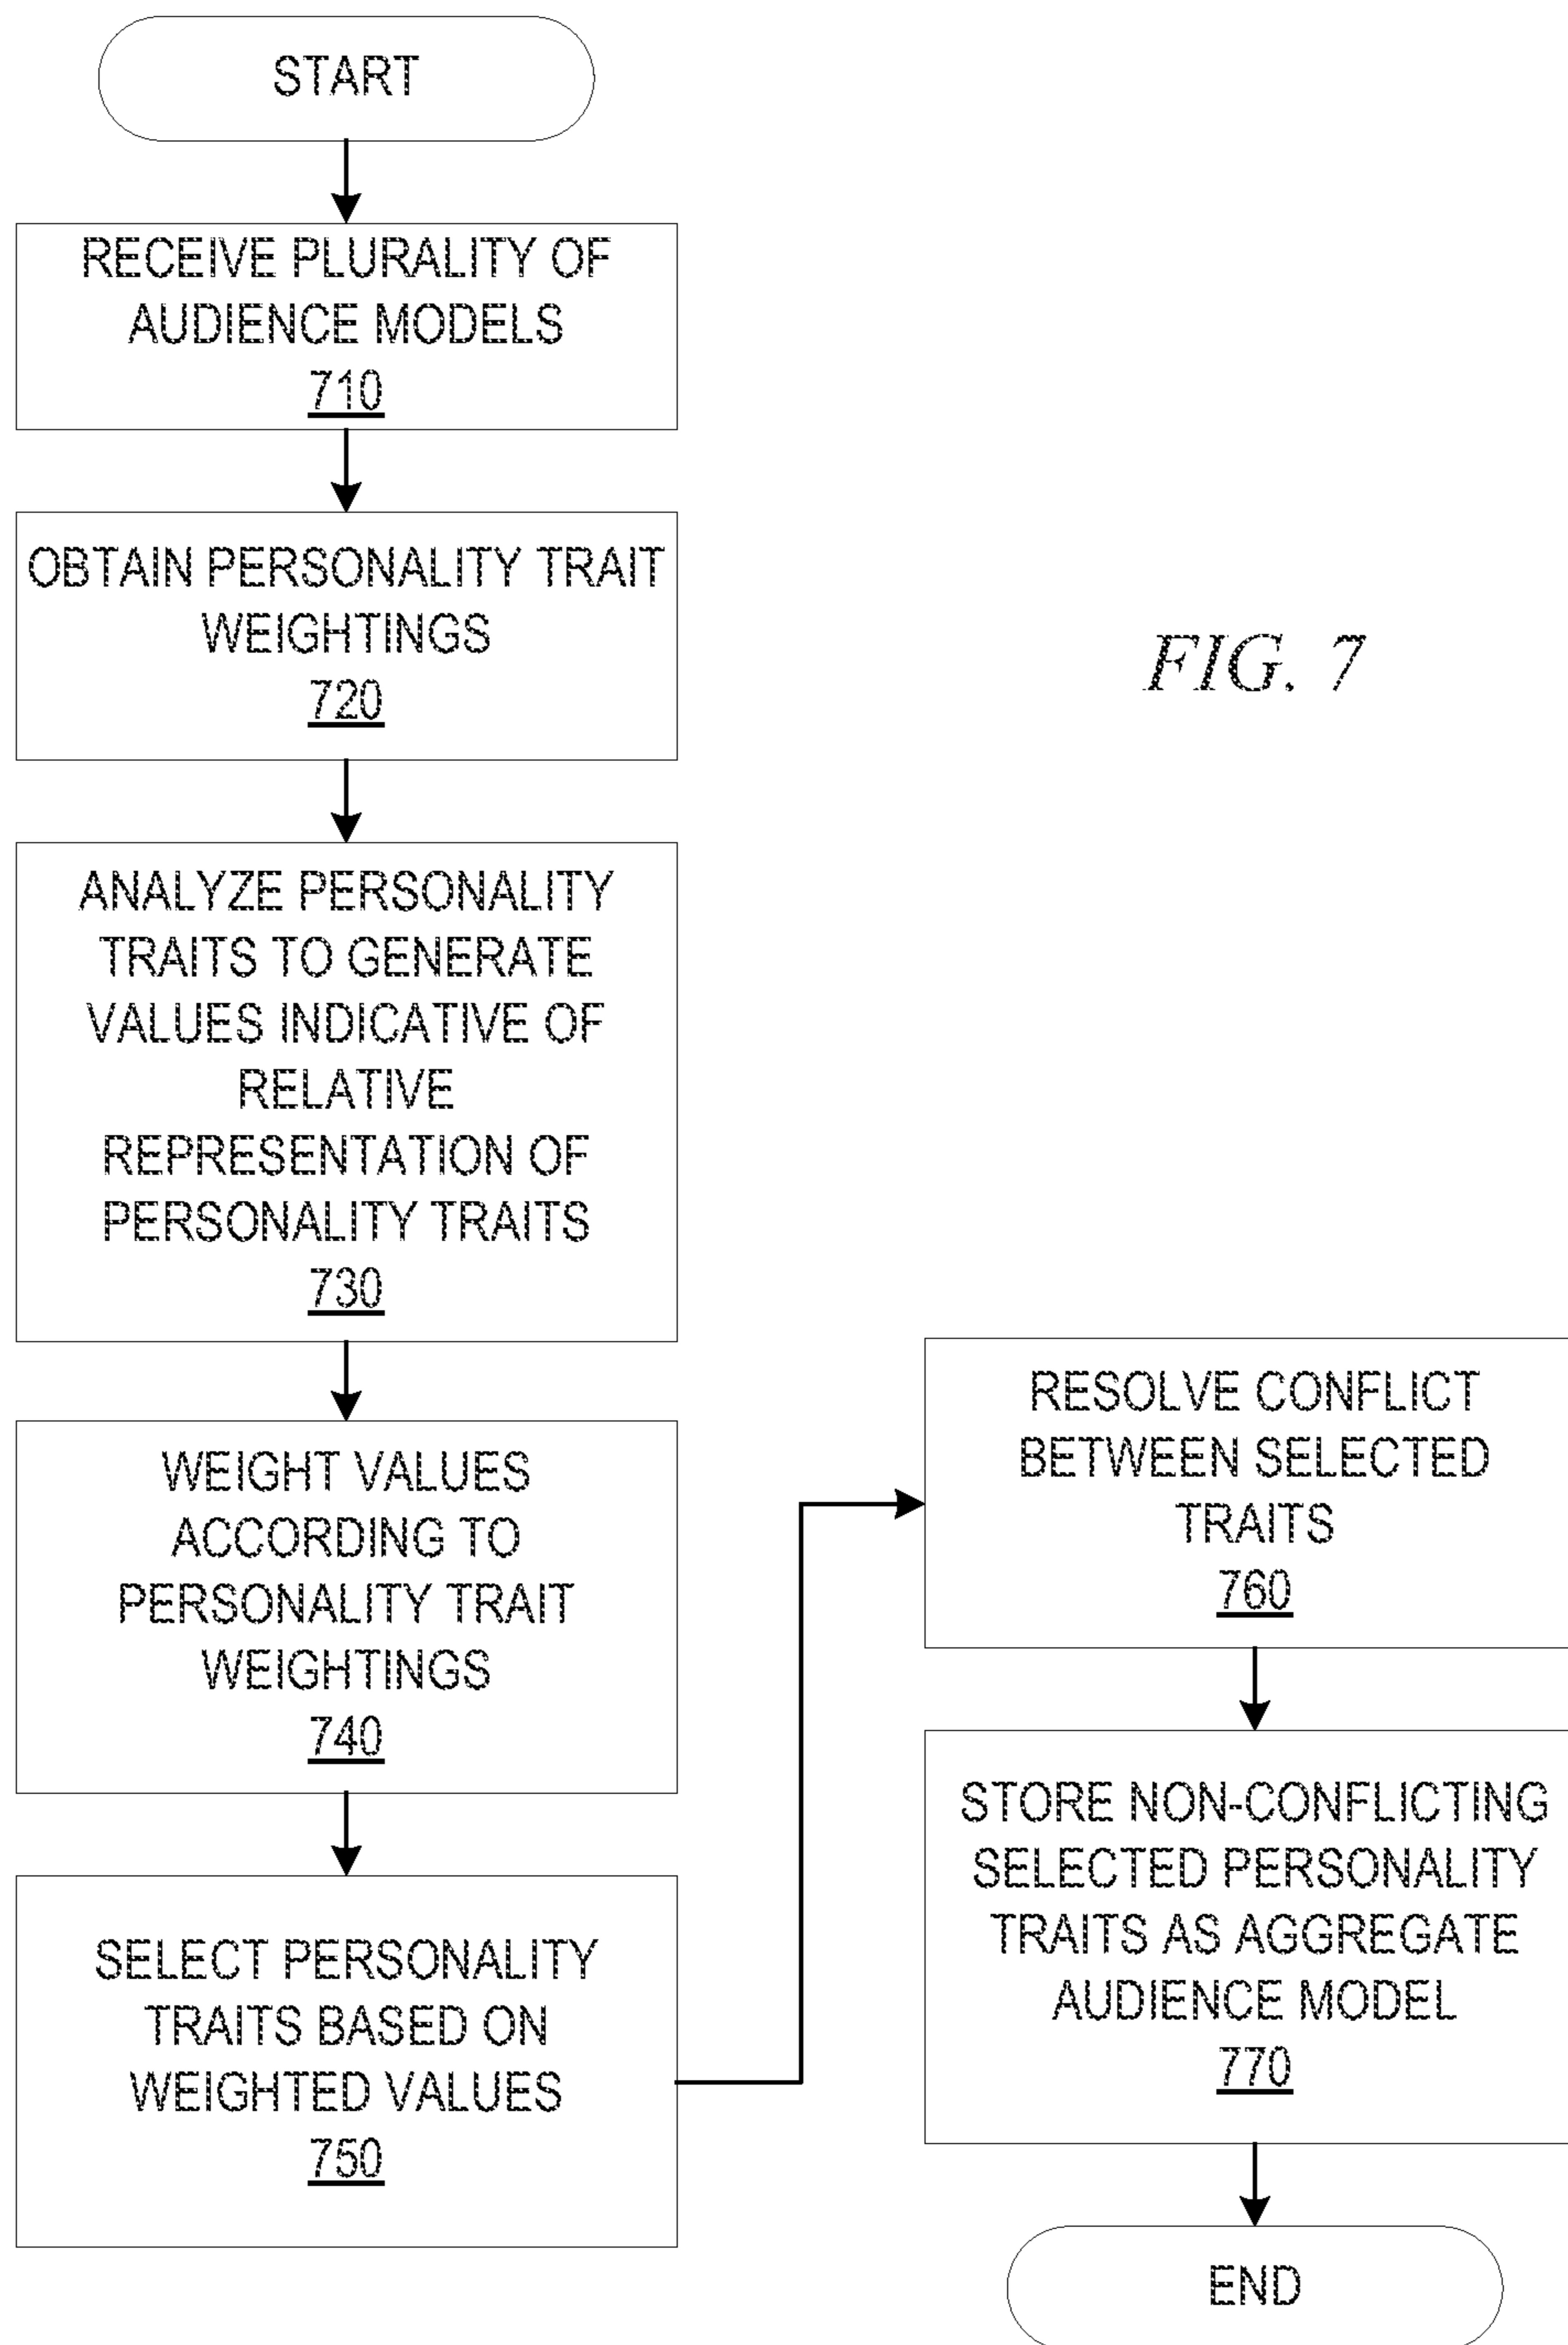 START
RECEIVE PLURALITY OF
AUDIENCE MODELS
710
OBTAIN PERSONALITY TRAIT
WEIGHTINGS
720
ANALYZE PERSONALITY
TRAITS TO GENERATE
VALUES INDICATIVE OF
RELATIVE
REPRESENTATION OF
PERSONALITY TRAITS
730
WEIGHT VALUES
ACCORDING TO
PERSONALITY TRAIT
WEIGHTINGS
740
SELECT PERSONALITY
TRAITS BASED ON
WEIGHTED VALUES
750
RESOLVE CONFLICT
BETWEEN SELECTED
TRAITS
760
STORE NON-CONFLICTING
SELECTED PERSONALITY
TRAITS AS AGGREGATE
AUDIENCE MODEL
770
END
FIG. 7